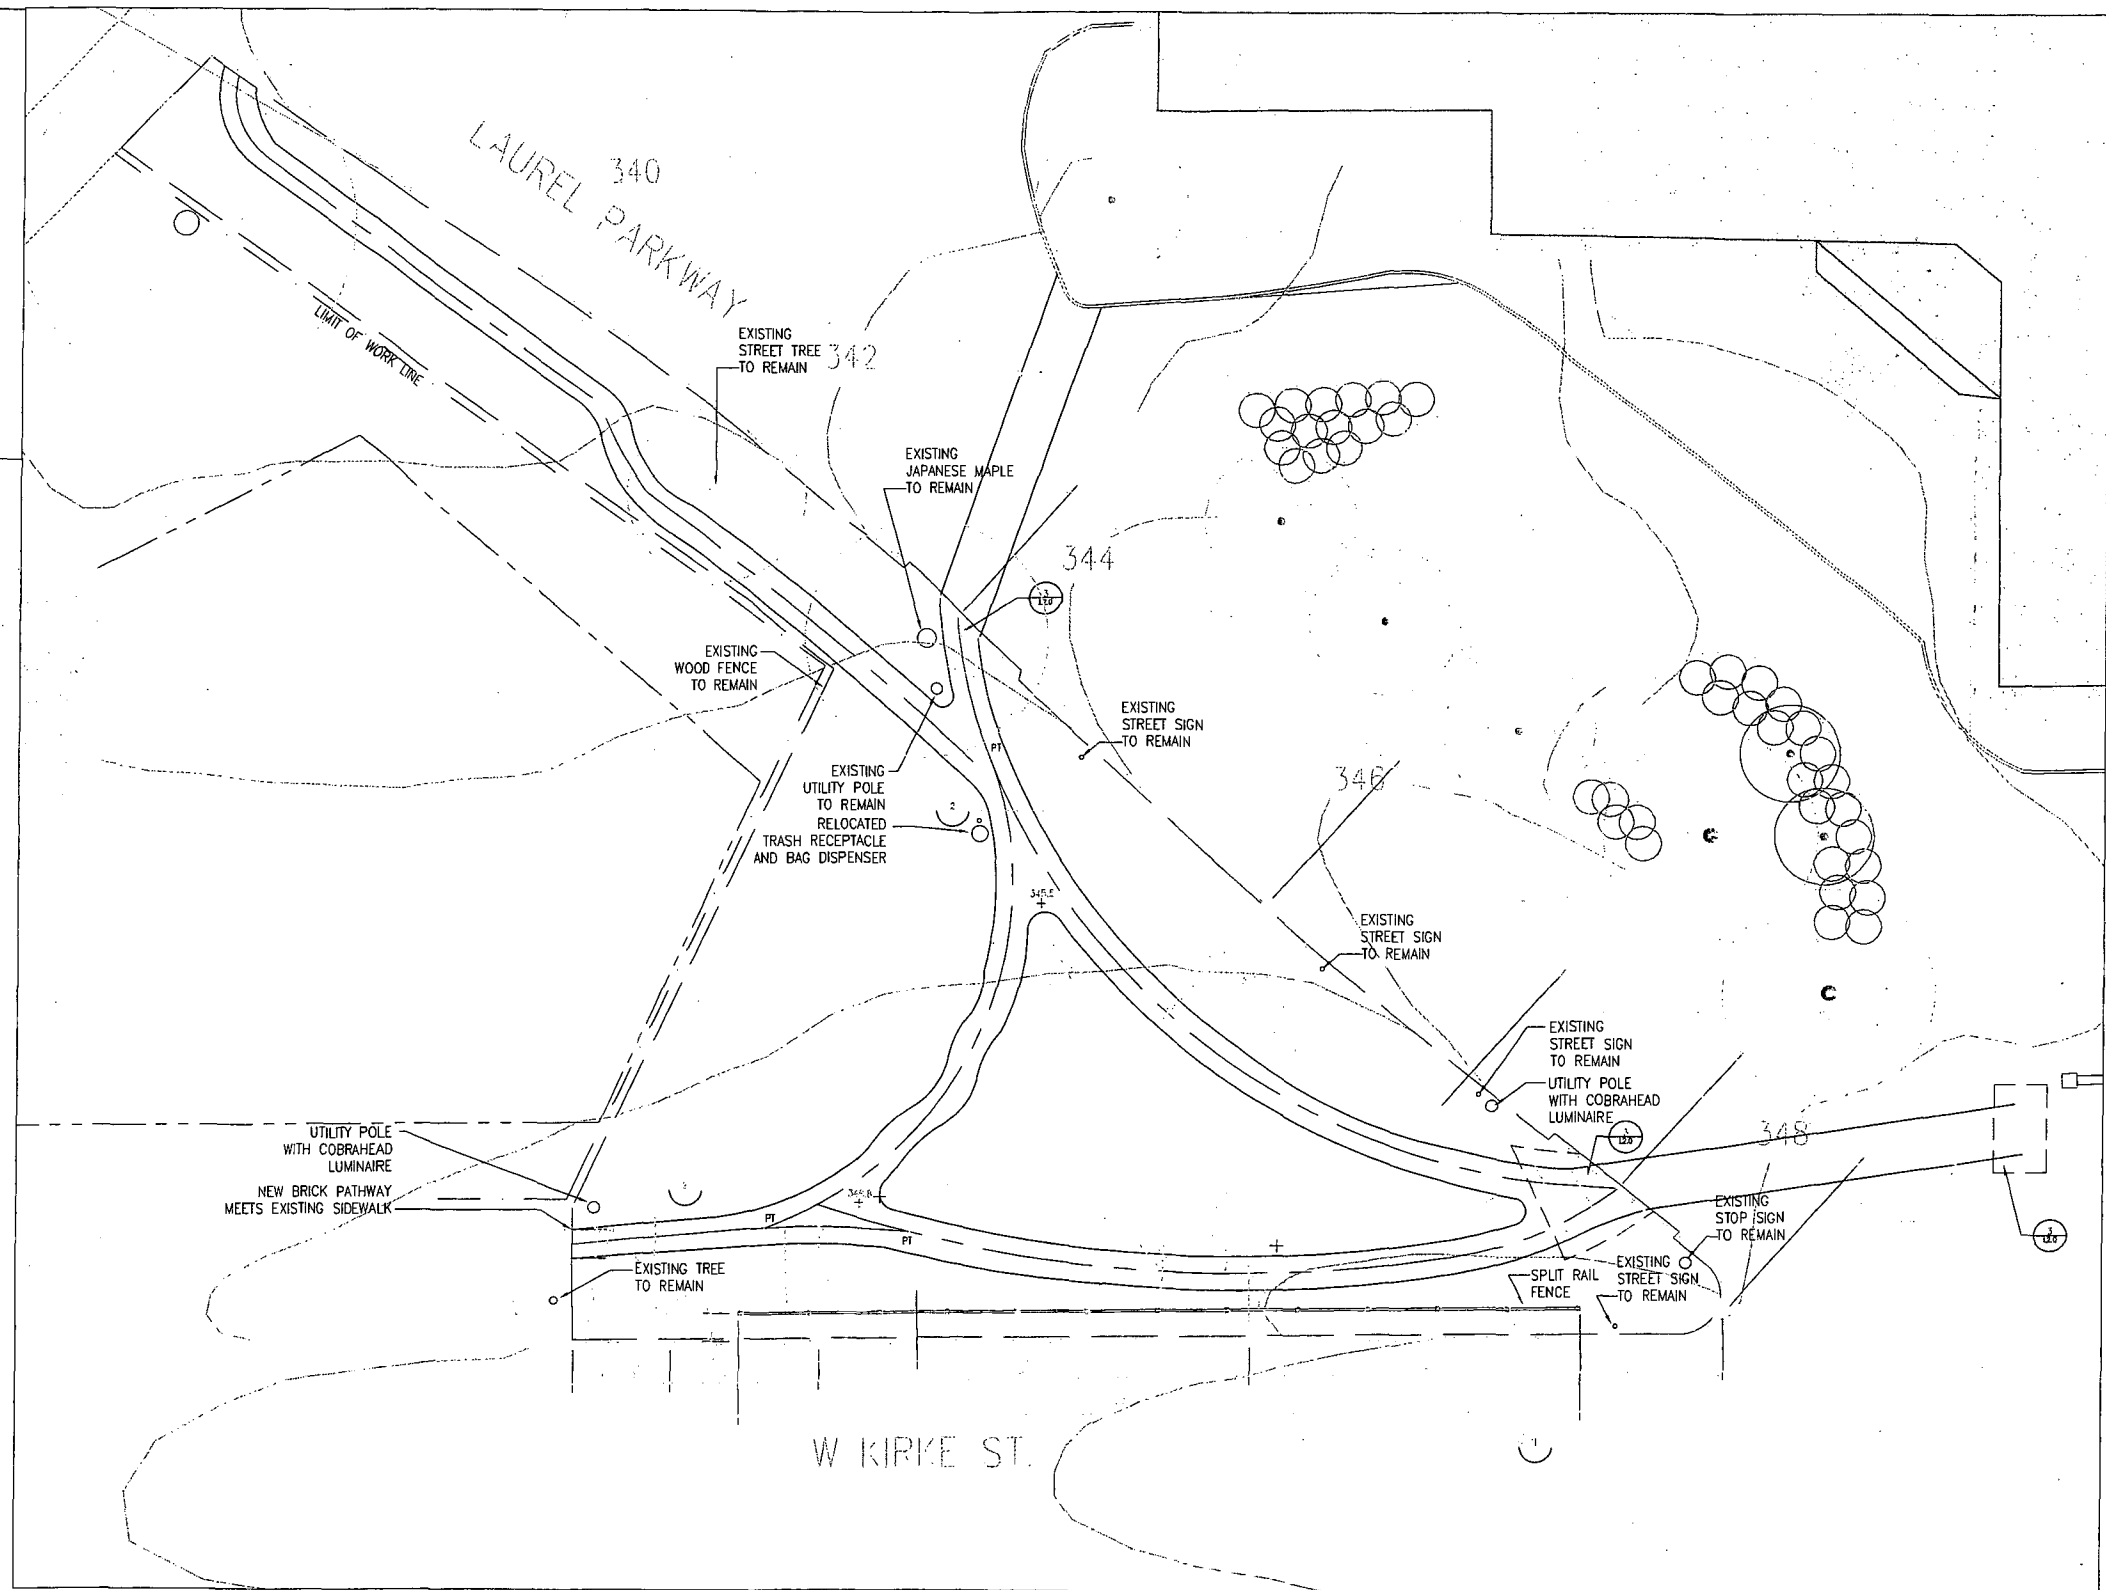 LAUREL PARKWAY
340
LIMIT OF WORK LINE
EXISTING
STREET TREE
TO REMAIN
342
EXISTING
JAPANESE MAPLE
TO REMAIN
344
3
EXISTING
WOOD FENCE
TO REMAIN
EXISTING
STREET SIGN
TO REMAIN
PT
EXISTING
UTILITY POLE
TO REMAIN
RELOCATED
TRASH RECEPTACLE
AND BAG DISPENSER
2
346
EXISTING
STREET SIGN
TO REMAIN
EXISTING
STREET SIGN
TO REMAIN
UTILITY POLE
WITH COBRAHEAD
LUMINAIRE
348
UTILITY POLE
WITH COBRAHEAD
LUMINAIRE
NEW BRICK PATHWAY
MEETS EXISTING SIDEWALK
PT
PT
EXISTING
STOP SIGN
TO REMAIN
3
EXISTING TREE
TO REMAIN
SPLIT RAIL
FENCE
EXISTING
STREET SIGN
TO REMAIN
W KIRKE ST.